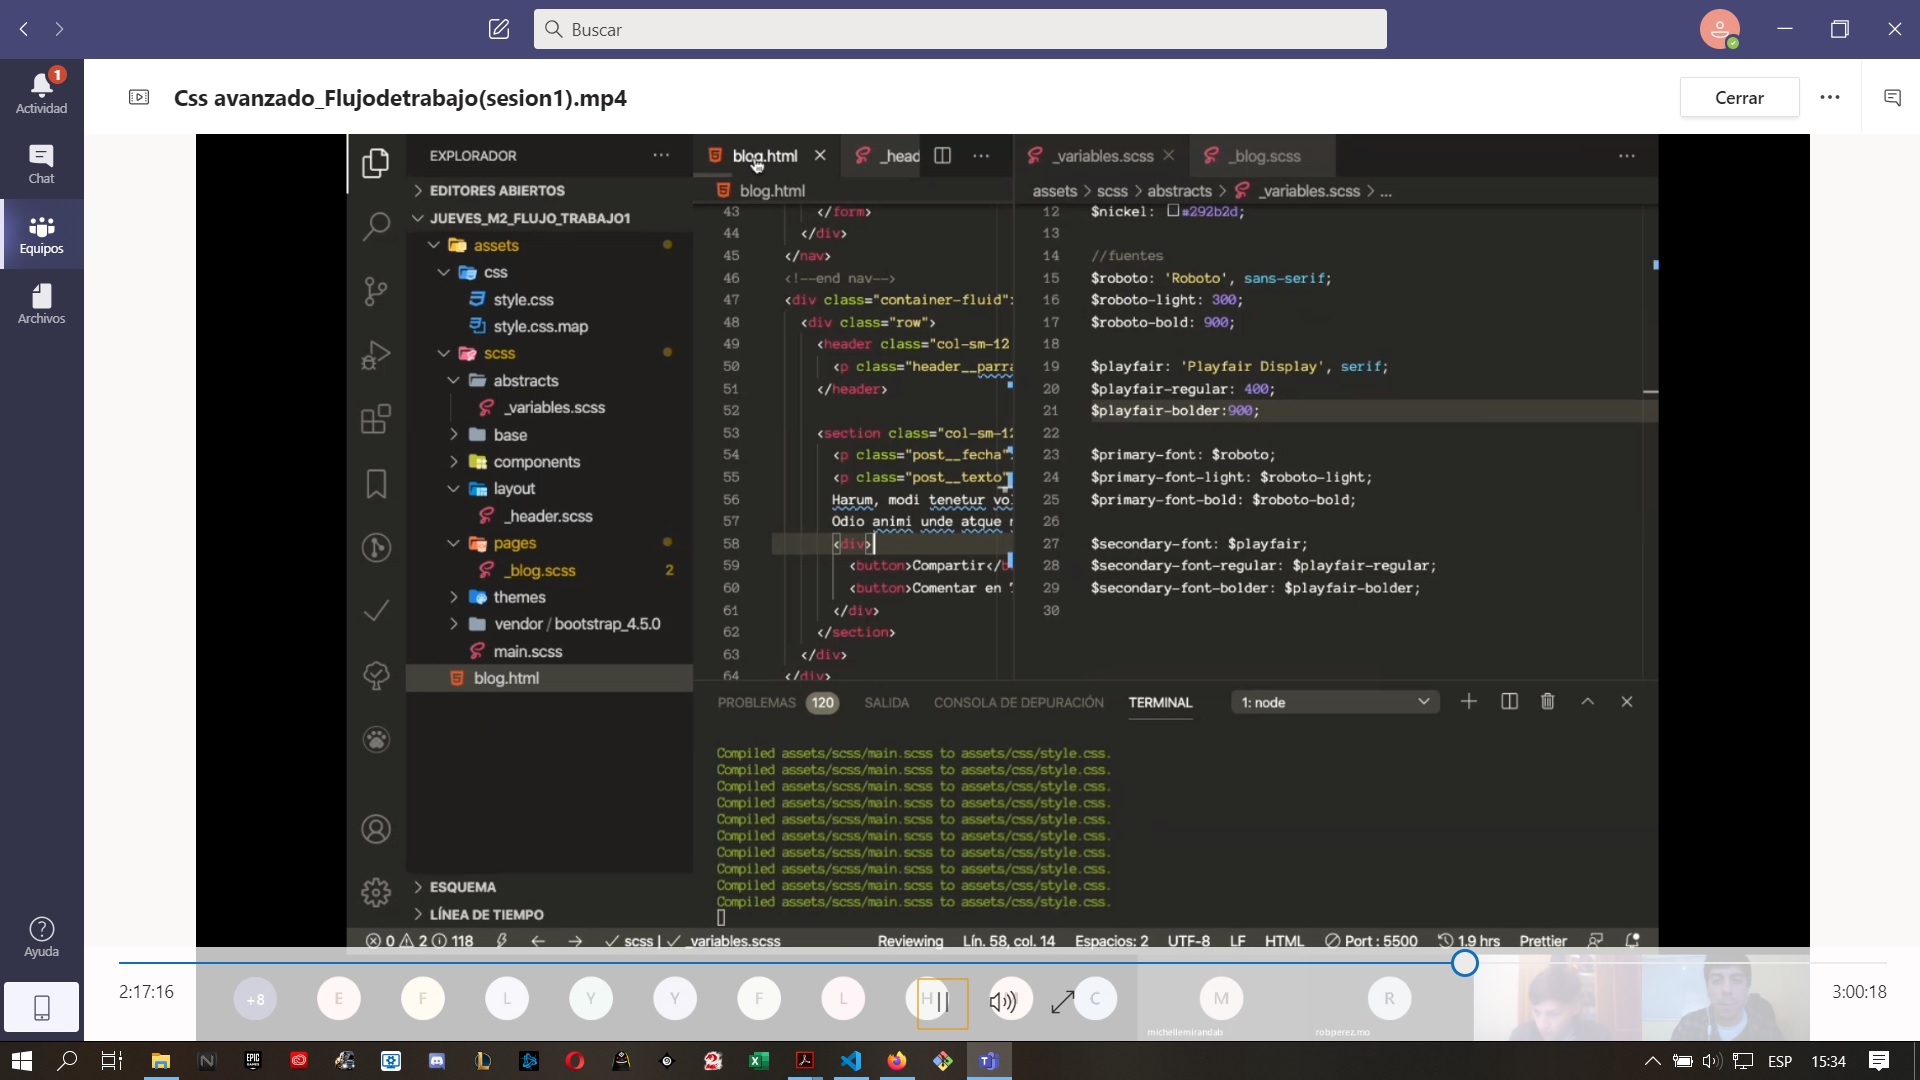 Buscar
1
Actividad
Chat
Equipos
Archivos
Ayuda
Css avanzado_Flujodetrabajo(sesion1).mp4
Cerrar
EXPLORADOR
EDITORES ABIERTOS
JUEVES_M2_FLUJO_TRABAJO1
assets
css
style.css
style.css.map
scss
abstracts
_variables.scss
base
components
layout
_header.scss
pages
_blog.scss 2
themes
vendor / bootstrap_4.5.0
main.scss
blog.html
ESQUEMA
LÍNEA DE TIEMPO
blog.html
_head
blog.html
43 </form>
44 </div>
45 </nav>
46 <!--end nav-->
47 <div class="container-fluid"
48 <div class="row">
49 <header class="col-sm-12
50 <p class="header__parra
51 </header>
52
53 <section class="col-sm-12
54 <p class="post__fecha"
55 <p class="post__texto"
56 Harum, modi tenetur vo
57 Odio animi unde atque
58 <div>
59 <button>Compartir</b
60 <button>Comentar en
61 </div>
62 </section>
63 </div>
64 </div>
_variables.scss
_blog.scss
assets > scss > abstracts > _variables.scss > ...
12 $nickel: #292b2d;
13
14 //fuentes
15 $roboto: 'Roboto', sans-serif;
16 $roboto-light: 300;
17 $roboto-bold: 900;
18
19 $playfair: 'Playfair Display', serif;
20 $playfair-regular: 400;
21 $playfair-bolder:900;
22
23 $primary-font: $roboto;
24 $primary-font-light: $roboto-light;
25 $primary-font-bold: $roboto-bold;
26
27 $secondary-font: $playfair;
28 $secondary-font-regular: $playfair-regular;
29 $secondary-font-bolder: $playfair-bolder;
30
PROBLEMAS 120 SALIDA CONSOLA DE DEPURACIÓN TERMINAL 1: node
Compiled assets/scss/main.scss to assets/css/style.css.
Compiled assets/scss/main.scss to assets/css/style.css.
Compiled assets/scss/main.scss to assets/css/style.css.
Compiled assets/scss/main.scss to assets/css/style.css.
Compiled assets/scss/main.scss to assets/css/style.css.
Compiled assets/scss/main.scss to assets/css/style.css.
Compiled assets/scss/main.scss to assets/css/style.css.
Compiled assets/scss/main.scss to assets/css/style.css.
Compiled assets/scss/main.scss to assets/css/style.css.
Compiled assets/scss/main.scss to assets/css/style.css.
0 2 118 scss | _variables.scss Reviewing Lín. 58, col. 14 Espacios: 2 UTF-8 LF HTML Port : 5500 1.9 hrs Prettier
2:17:16
+8 E F L Y Y F L H C M R
michellemirandab
robperez.mo
3:00:18
ESP 15:34